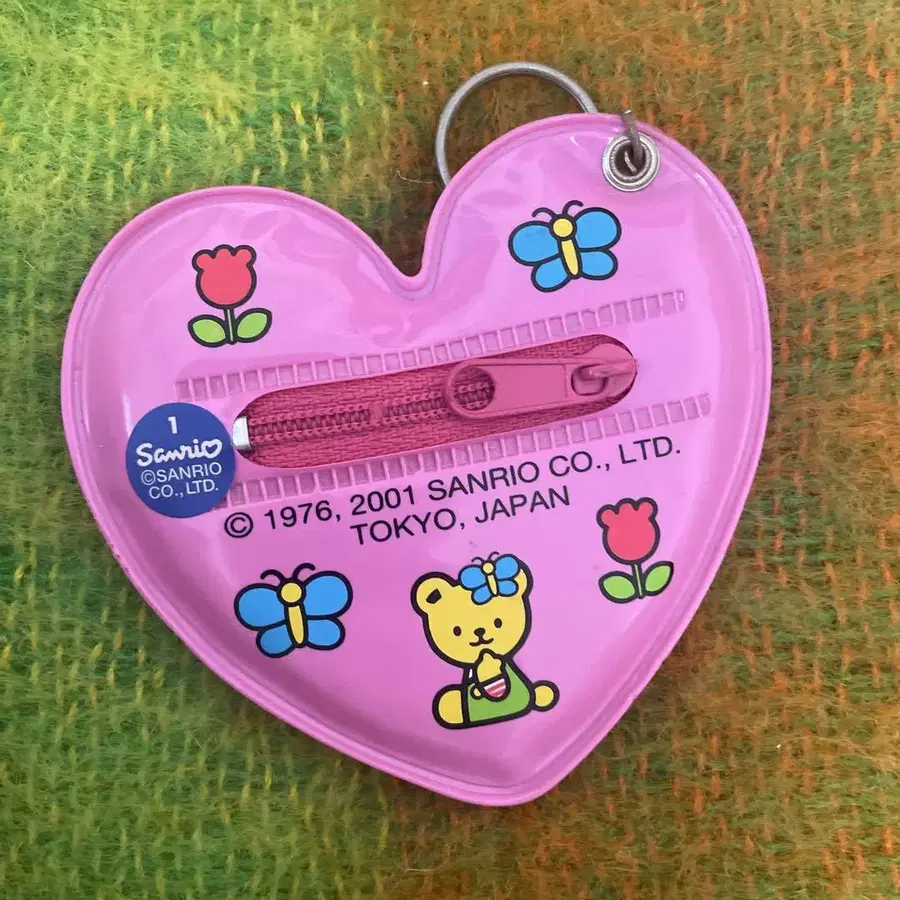 1
Sanrio
©SANRIO
CO.,LTD.
© 1976, 2001 SANRIO CO., LTD.
TOKYO, JAPAN